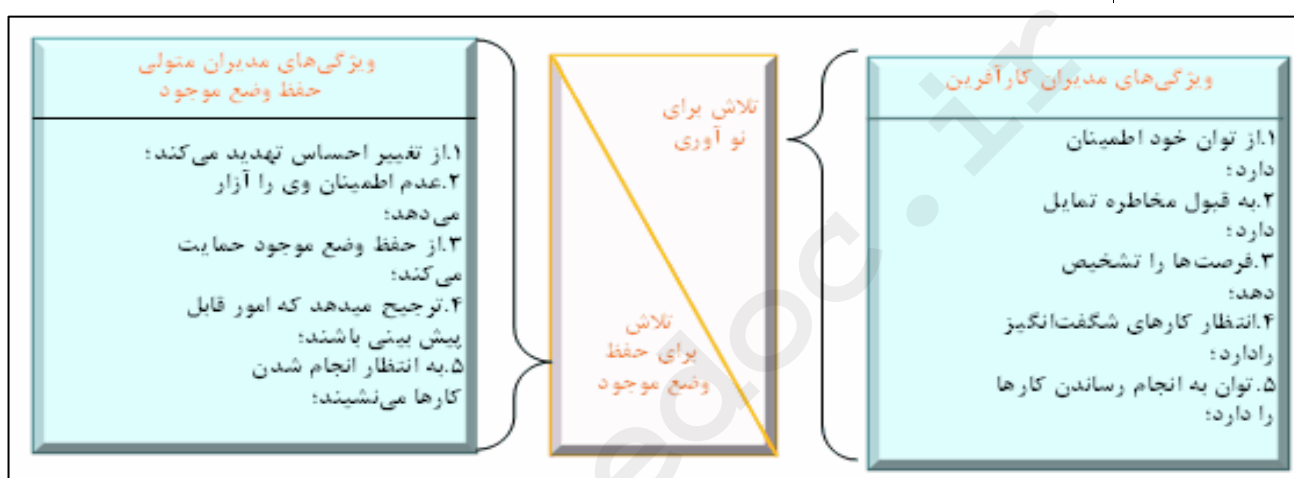 ویژگی‌های مدیران کارآفرین
۱.از توان خود اطمینان
دارد؛
۲.به قبول مخاطره تمایل
دارد؛
۳.فرصت‌ها را تشخیص
دهد؛
۴.انتظار کارهای شگفت‌انگیز
رادارد؛
۵.توان به انجام رساندن کارها
را دارد؛
تلاش برای
نو آوری
تلاش
برای حفظ
وضع موجود
ویژگی‌های مدیران متولی
حفظ وضع موجود
۱.از تغییر احساس تهدید می‌کند؛
۲.عدم اطمینان وی را آزار
می‌دهد؛
۳.از حفظ وضع موجود حمایت
می‌کند؛
۴.ترجیح میدهد که امور قابل
پیش بینی باشند؛
۵.به انتظار انجام شدن
کارها می‌نشیند؛
edoc.ir